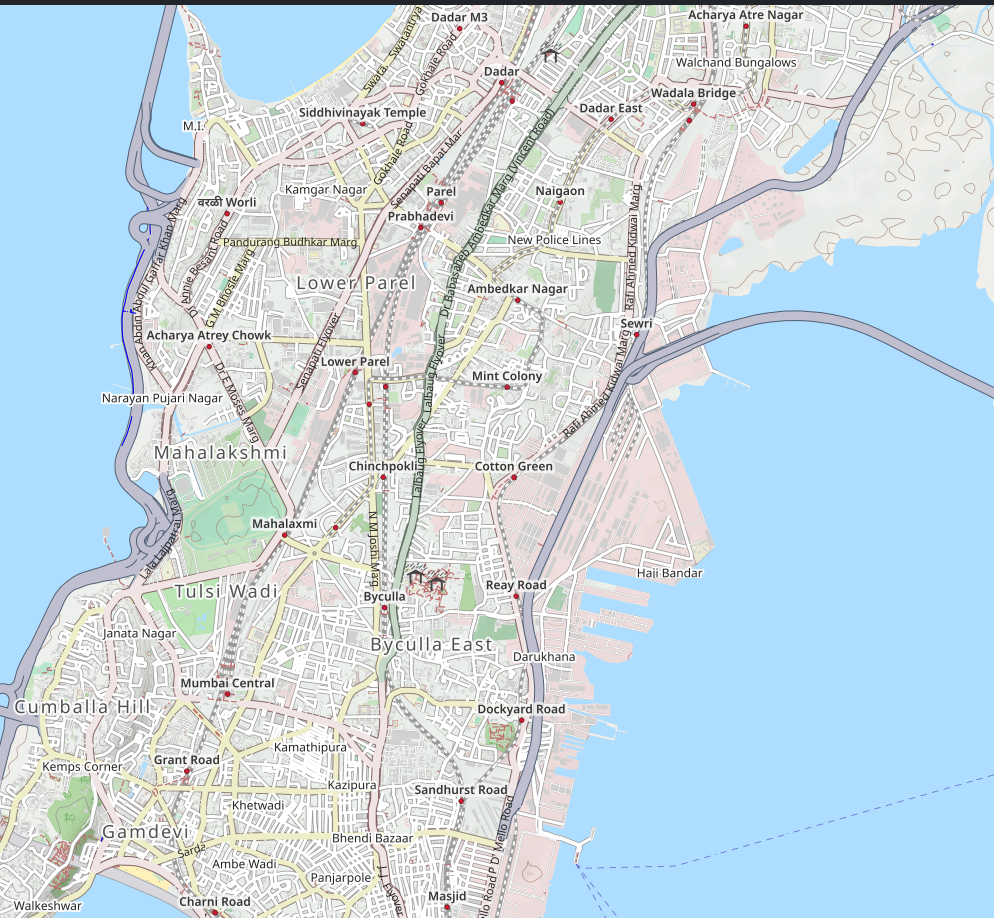 Dadar M3
Acharya Atre Nagar
Swata
Swatantrya
Gokhale Road
Walchand Bungalows
Dadar
Wadala Bridge
Siddhivinayak Temple
Dadar East
M.I.
Gokhale Road
Senapati Bapat Mar
Dr Babasaheb Ambedkar Marg (Vincent Road)
Kamgar Nagar
Parel
Naigaon
वरळी Worli
Prabhadevi
Rafi Ahmed Kidwai Marg
Khan Abdul Gaffar Khan Marg
Pandurang Budhkar Marg
New Police Lines
Dr Annie Besant Road
G M Bhosle Marg
Lower Parel
Ambedkar Nagar
Sewri
Khan Abdul
Acharya Atrey Chowk
Senapati Flyover
Lalbaug Flyover
Lower Parel
Mint Colony
Rafi Ahmed Kidwai Marg
Narayan Pujari Nagar
Dr E Moses Marg
Lalbaug Flyover
Mahalakshmi
Chinchpokli
Cotton Green
Lala Lajpatrai Marg
Mahalaxmi
N M Joshi Marg
Haji Bandar
Tulsi Wadi
Byculla
Reay Road
Janata Nagar
Byculla East
Darukhana
Mumbai Central
Cumballa Hill
Dockyard Road
Kamathipura
Grant Road
Kemps Corner
Kazipura
Sandhurst Road
Khetwadi
Gamdevi
Bhendi Bazaar
P D' Mello Road
Sarda
Ambe Wadi
Panjarpole
J J Flyover
Masjid
llo Road
Walkeshwar
Charni Road